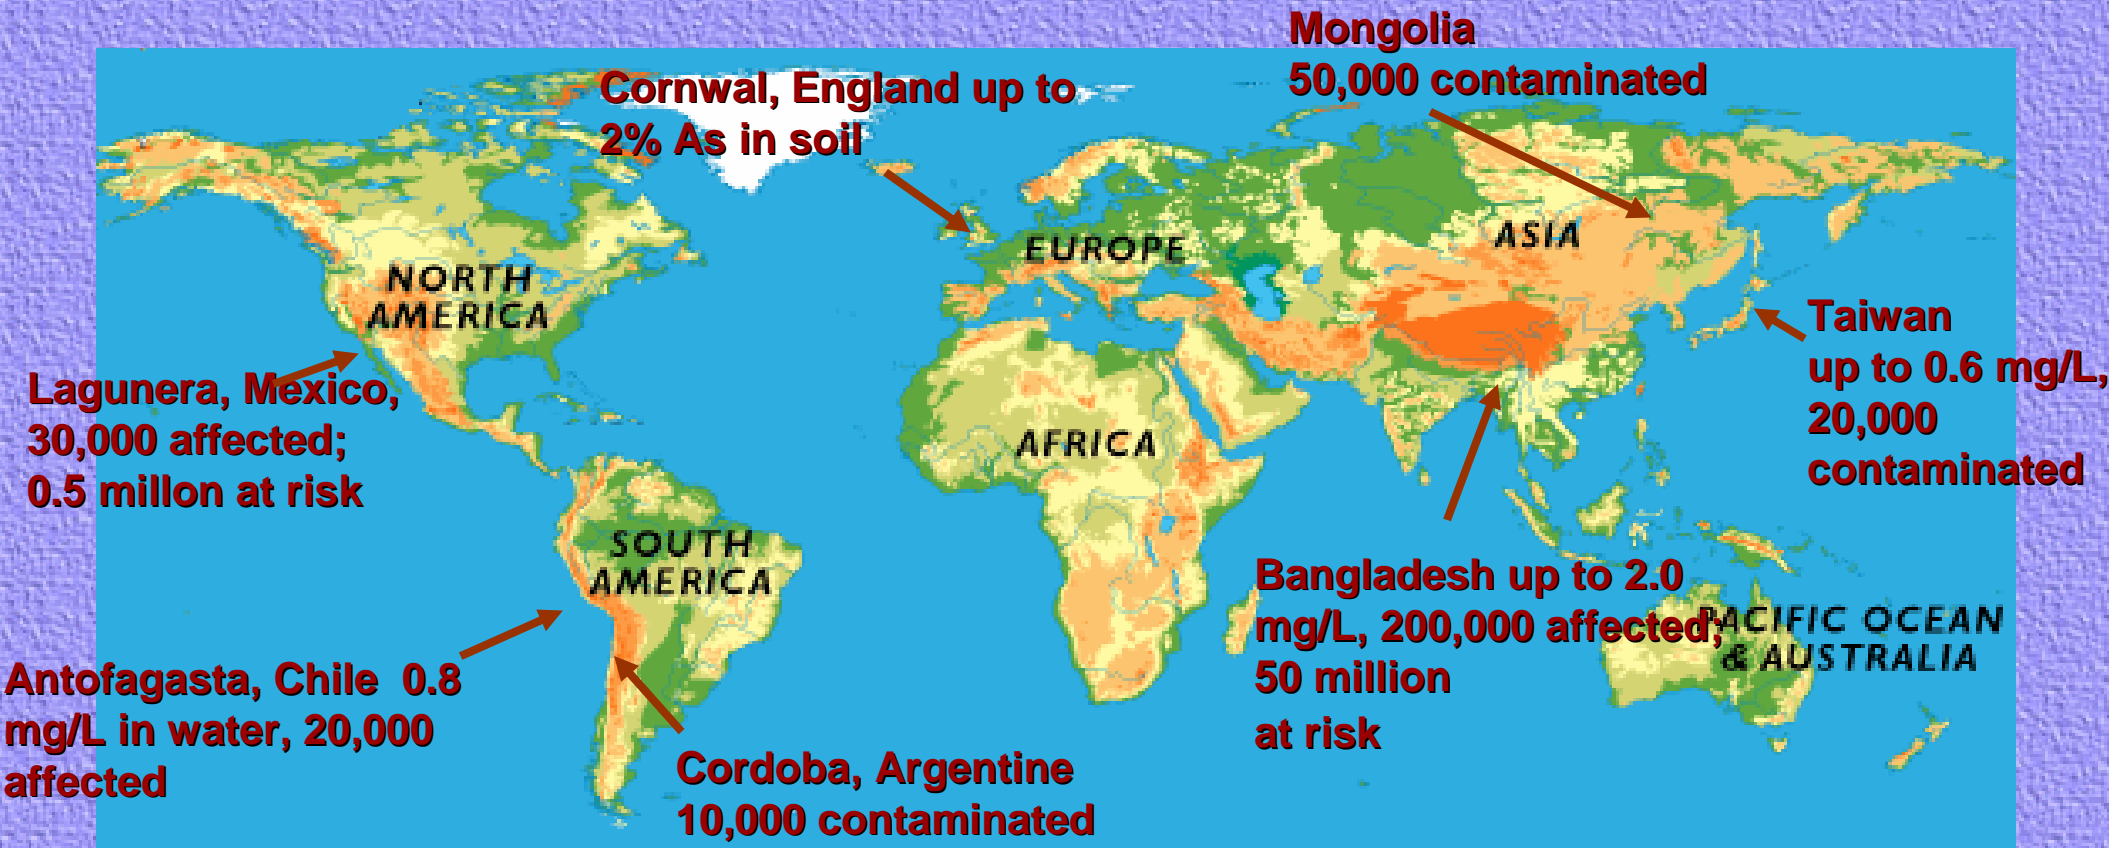 Mongolia
50,000 contaminated
Cornwal, England up to
2% As in soil
ASIA
EUROPE
NORTH
AMERICA
Taiwan
up to 0.6 mg/L,
20,000
contaminated
Lagunera, Mexico,
30,000 affected;
0.5 millon at risk
AFRICA
SOUTH
AMERICA
Bangladesh up to 2.0
mg/L, 200,000 affected;
50 million
at risk
PACIFIC OCEAN
& AUSTRALIA
Antofagasta, Chile 0.8
mg/L in water, 20,000
affected
Cordoba, Argentine
10,000 contaminated